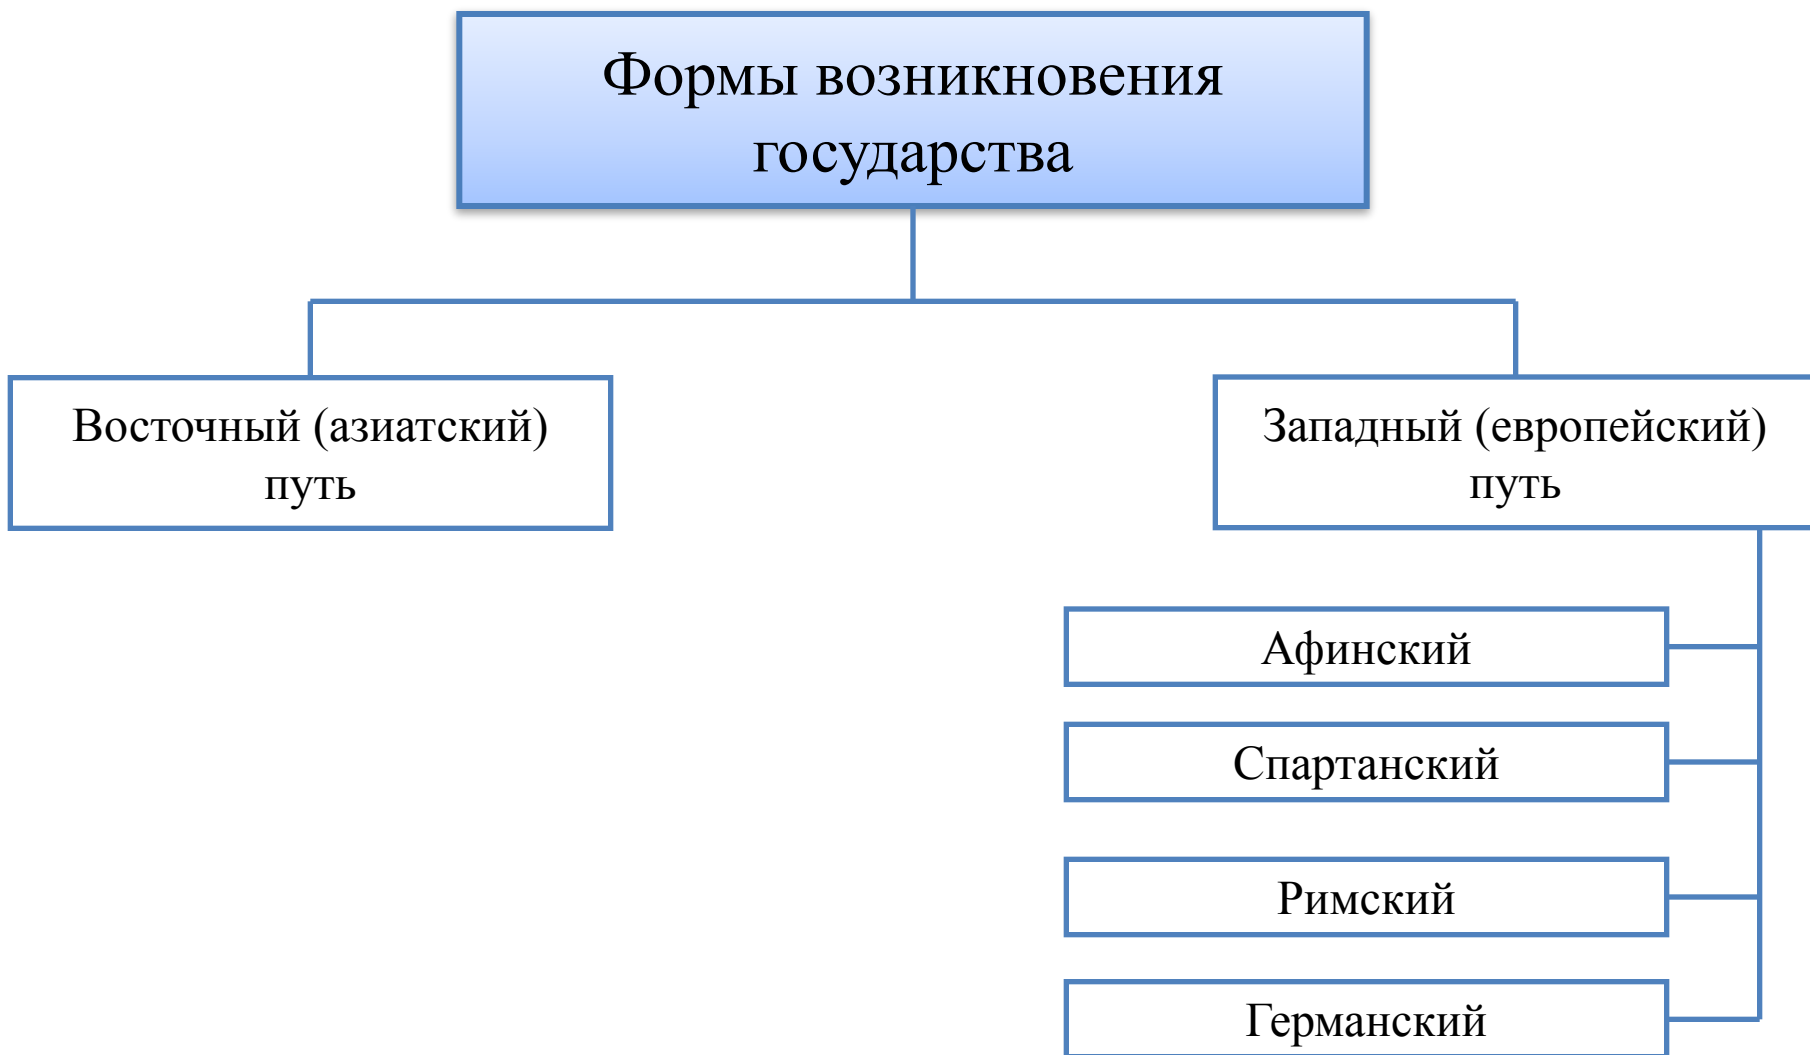 Формы возникновения
государства
Восточный (азиатский)
путь
Западный (европейский)
путь
Афинский
Спартанский
Римский
Германский